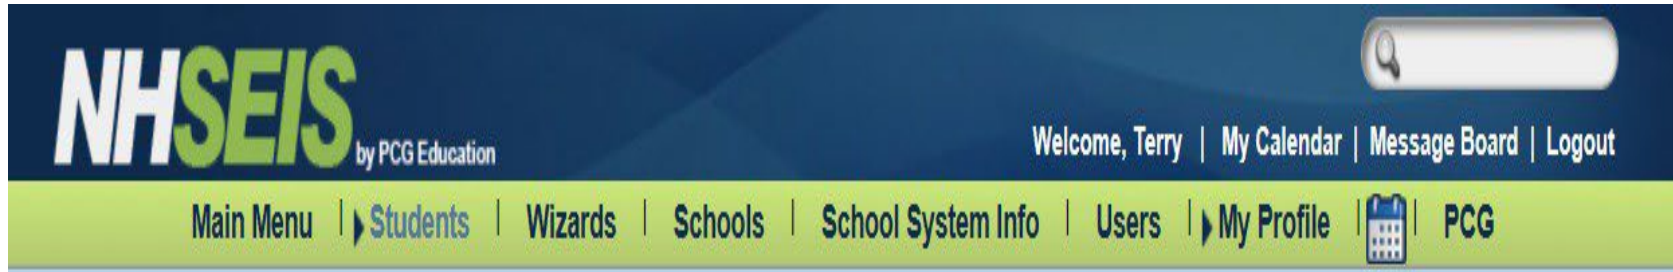 NHSEIS by PCG Education
Welcome, Terry | My Calendar | Message Board | Logout
Main Menu | Students | Wizards | Schools | School System Info | Users | My Profile | | PCG